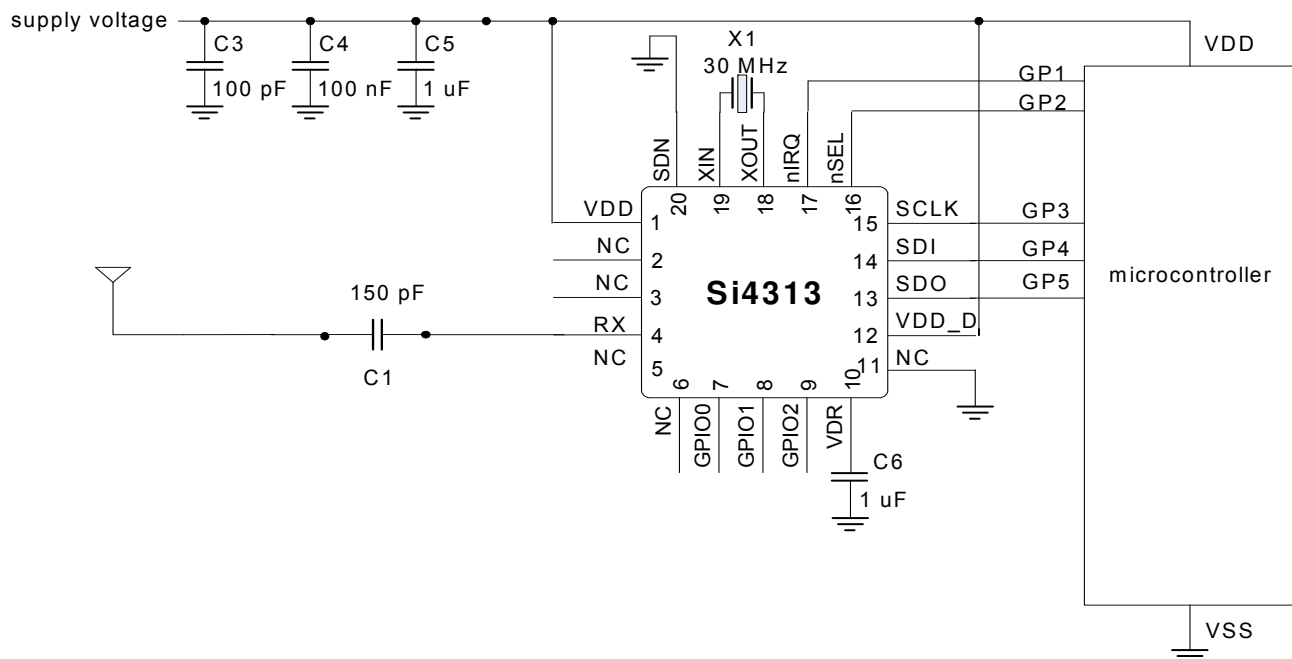 supply voltage
C3
100 pF
C4
100 nF
C5
1 uF
X1
30 MHz
VDD
GP1
GP2
SDN
XIN
XOUT
nIRQ
nSEL
20
19
18
17
16
VDD
1
15
SCLK
GP3
NC
2
14
SDI
GP4
NC
3
13
SDO
GP5
Si4313
microcontroller
150 pF
C1
RX
4
12
VDD_D
NC
5
11
NC
6
7
8
9
10
NC
GPIO0
GPIO1
GPIO2
VDR
C6
1 uF
VSS